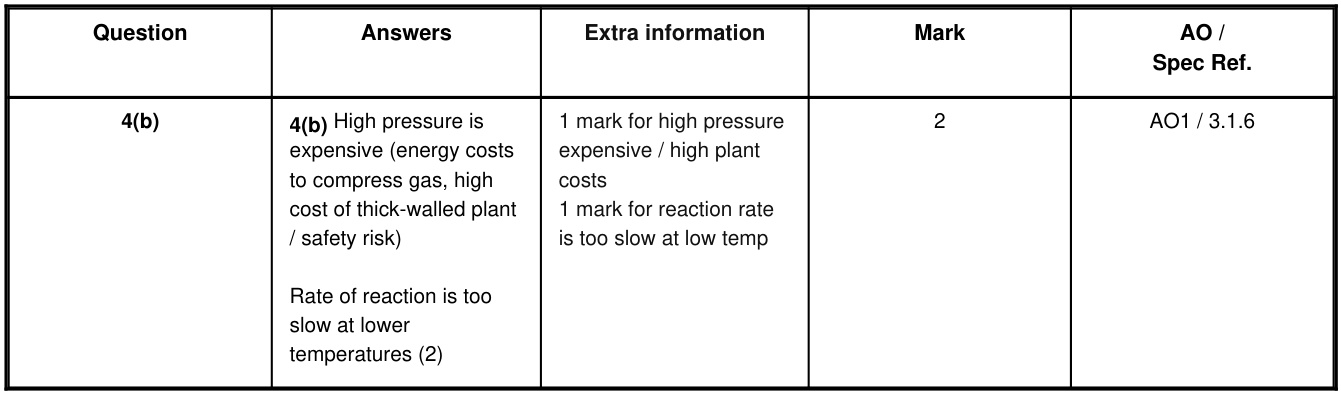 Question
Answers
Extra information
Mark
AO /
Spec Ref.
4(b)
4(b) High pressure is
expensive (energy costs
to compress gas, high
cost of thick-walled plant
/ safety risk)
Rate of reaction is too
slow at lower
temperatures (2)
1 mark for high pressure
expensive / high plant
costs
1 mark for reaction rate
is too slow at low temp
2
AO1 / 3.1.6